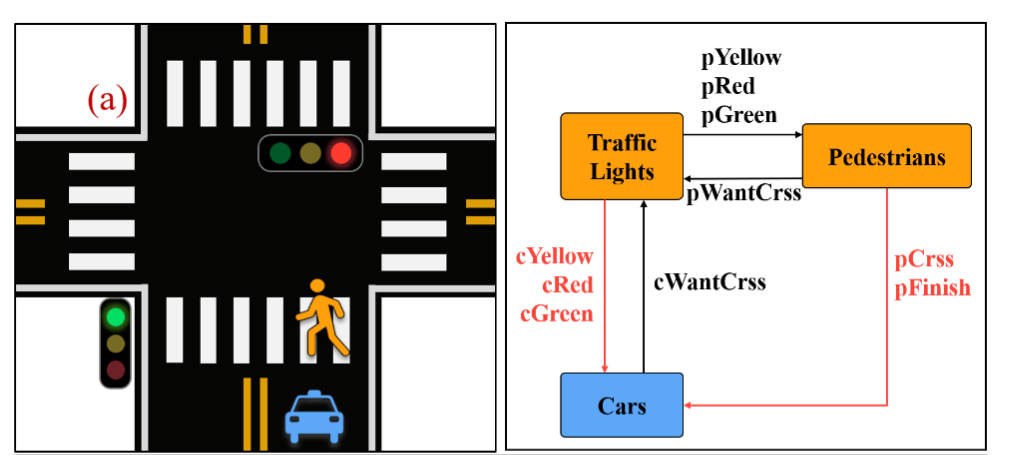 (a)
pYellow
pRed
pGreen
Traffic
Lights
Pedestrians
pWantCrss
cYellow
cRed
cGreen
cWantCrss
pCrss
pFinish
Cars